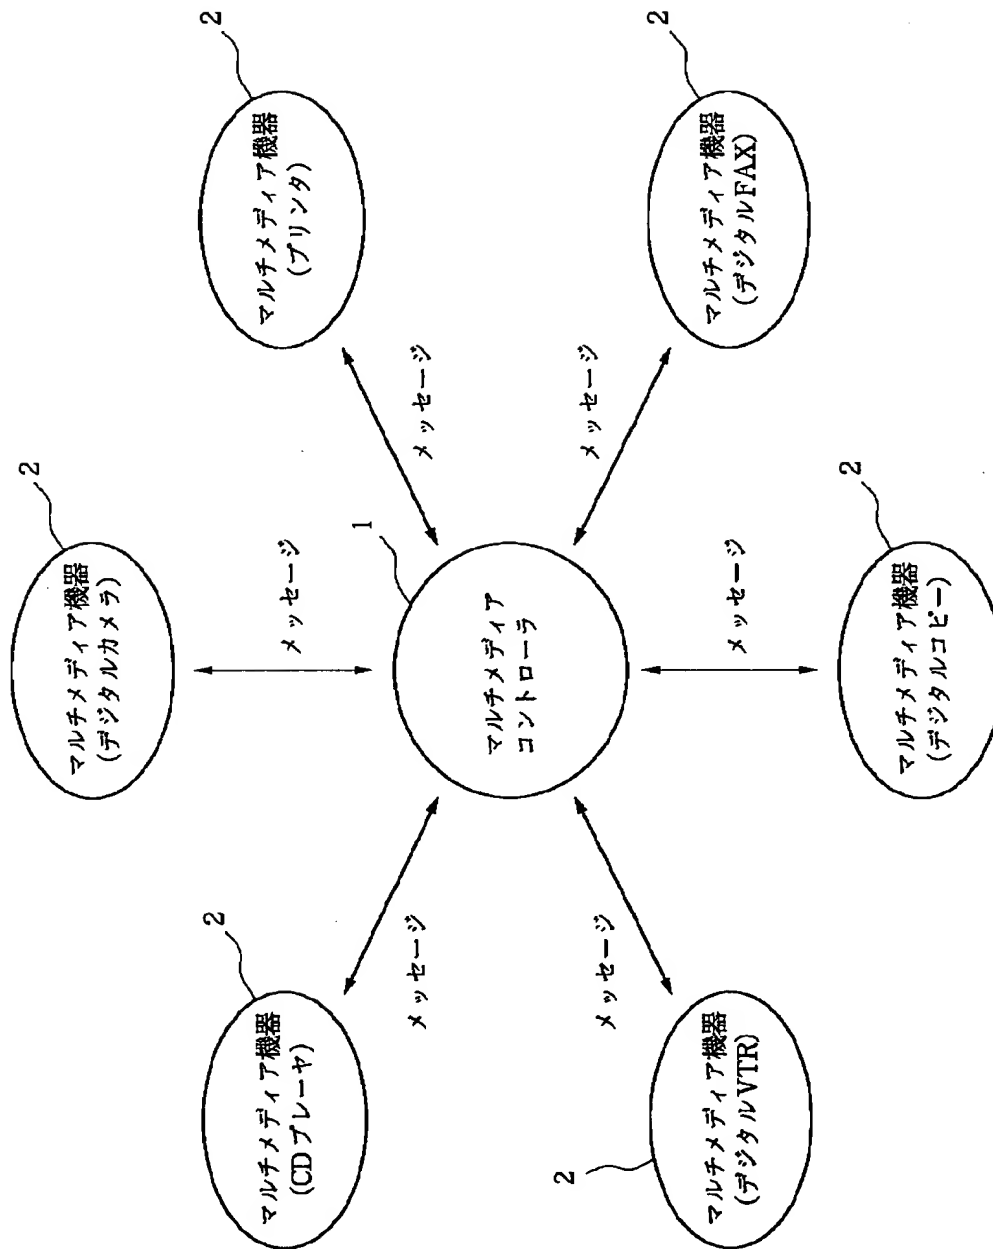 マルチメディア機器
(デジタルカメラ)
2
マルチメディア機器
(CDプレーヤ)
2
メッセージ
マルチメディア機器
(プリンタ)
2
メッセージ
メッセージ
マルチメディア
コントローラ
1
メッセージ
メッセージ
メッセージ
マルチメディア機器
(デジタルVTR)
2
マルチメディア機器
(デジタルFAX)
2
マルチメディア機器
(デジタルコピー)
2